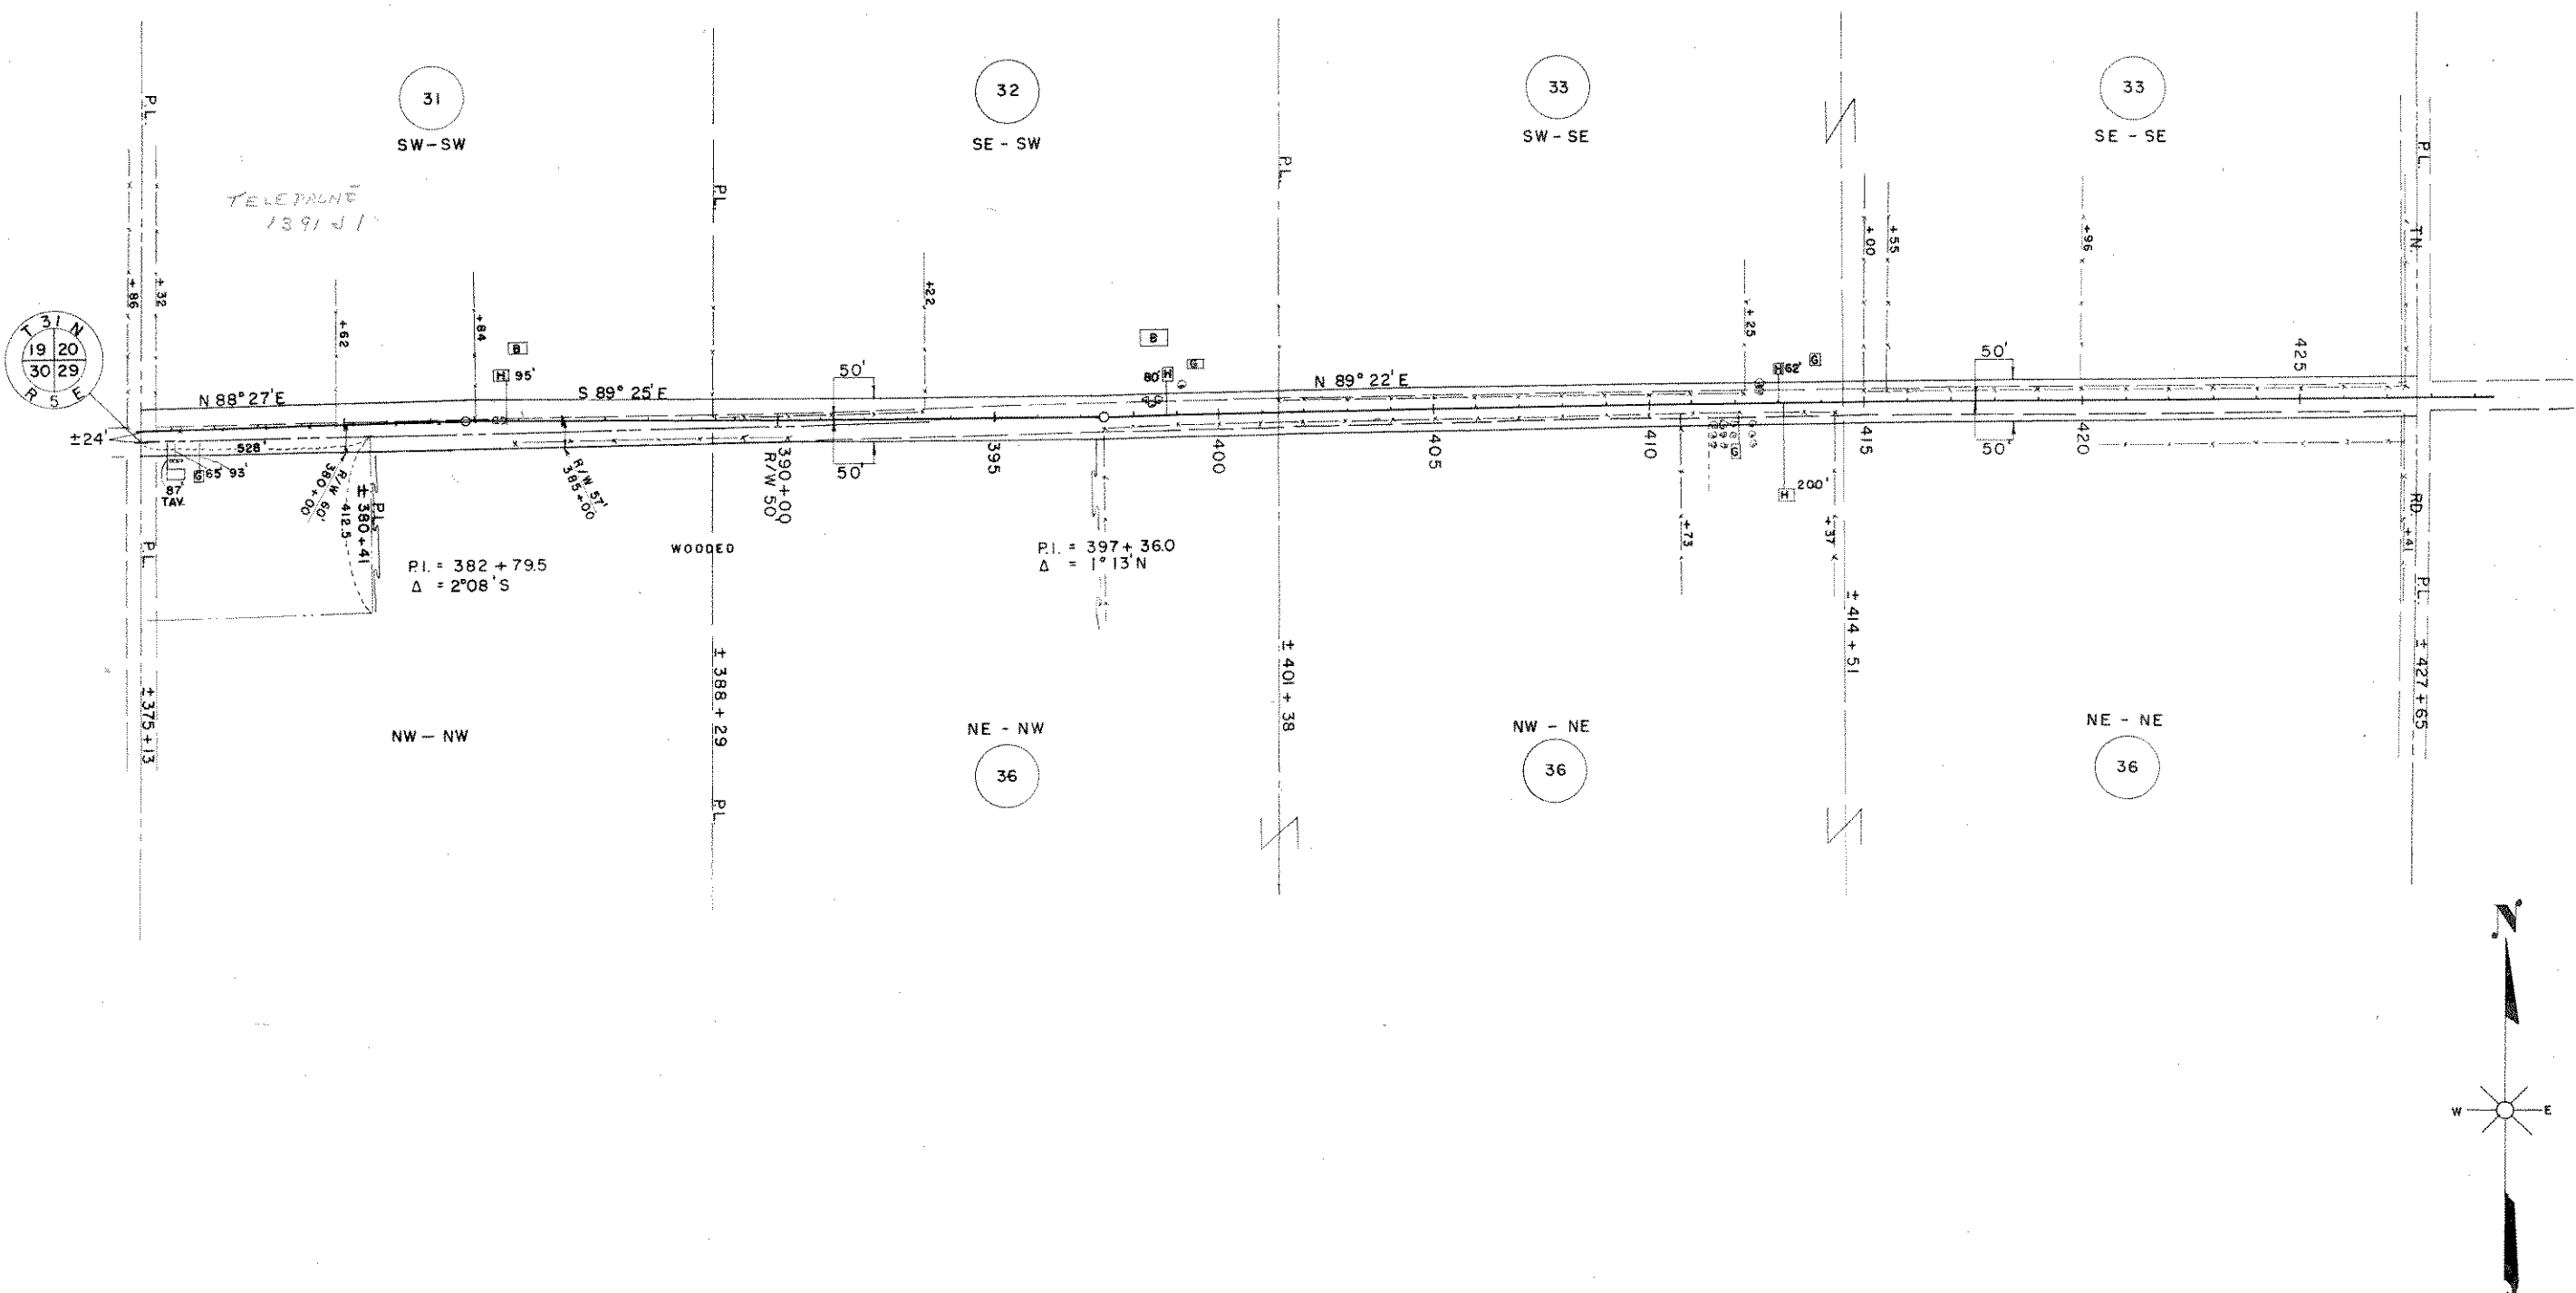 31
SW-SW
32
SE - SW
33
SW - SE
33
SE - SE
P.L.
P.L.
P.L.
P.L.
TELEPHONE
1391 J 1
T 31 N
19 20
30 29
R 5 E
+86
+32
+62
+84
+22
+25
+00
+55
+96
T.N.
B
H 95'
B
80' H
G
H 62'
G
N 88° 27' E
S 89° 25' E
50'
N 89° 22' E
50'
425
±24'
528'
65' 93'
G
87'
TAV.
R/W 60'
380+00
412.5
± 380+41
P.L.
R/W 57'
385+00
390+00
R/W 50'
50'
395
400
405
410
415
50'
420
G
H 200'
+73
+37
RD.
+41
P.L.
P.L.
P.I. = 382 + 79.5
Δ = 2°08' S
WOODED
P.I. = 397 + 36.0
Δ = 1°13' N
± 375+13
± 388 + 29
P.L.
± 401 + 38
± 414 + 51
± 427 + 65
NW - NW
NE - NW
36
NW - NE
36
NE - NE
36
N
W E